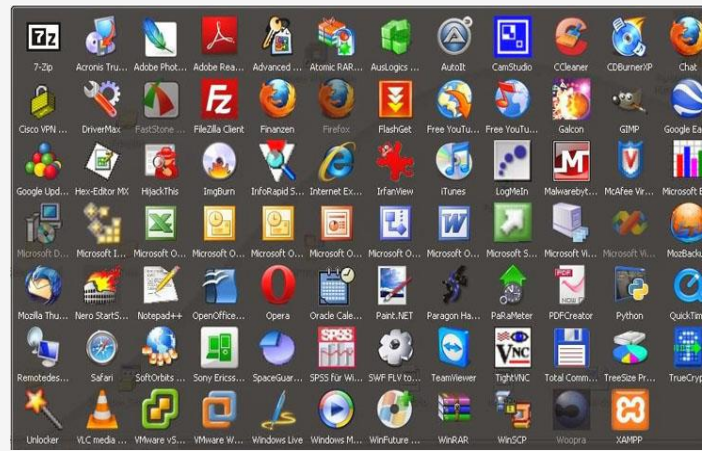 7-Zip Acronis Tru... Adobe Phot... Adobe Rea... Advanced ... Atomic RAR... AusLogics ... AutoIt CamStudio CCleaner CDBurnerXP Chat
Cisco VPN ... DriverMax FastStone ... FileZilla Client Finanzen Firefox FlashGet Free YouTu... Free YouTu... Galcon GIMP Google Ea
Google Upd... Hex-Editor MX HijackThis ImgBurn InfoRapid S... Internet Ex... IrfanView iTunes LogMeIn Malwarebyt... McAfee Vir... Microsoft B
Microsoft D... Microsoft I... Microsoft O... Microsoft O... Microsoft O... Microsoft O... Microsoft O... Microsoft O... Microsoft S... Microsoft Vi... Microsoft Vi... MozBacku
Mozilla Thu... Nero StartS... Notepad++ OpenOffice... Opera Oracle Cale... Paint.NET Paragon Ha... PaRaMeter PDFCreator Python QuickTim
Remotedes... Safari SoftOrbits ... Sony Ericss... SpaceGuar... SPSS für Wi... SWF FLV to... TeamViewer TightVNC Total Comm... TreeSize Pr... TrueCryp
Unlocker VLC media ... VMware vS... VMware W... Windows Live Windows M... WinFuture ... WinRAR WinSCP Woopra XAMPP